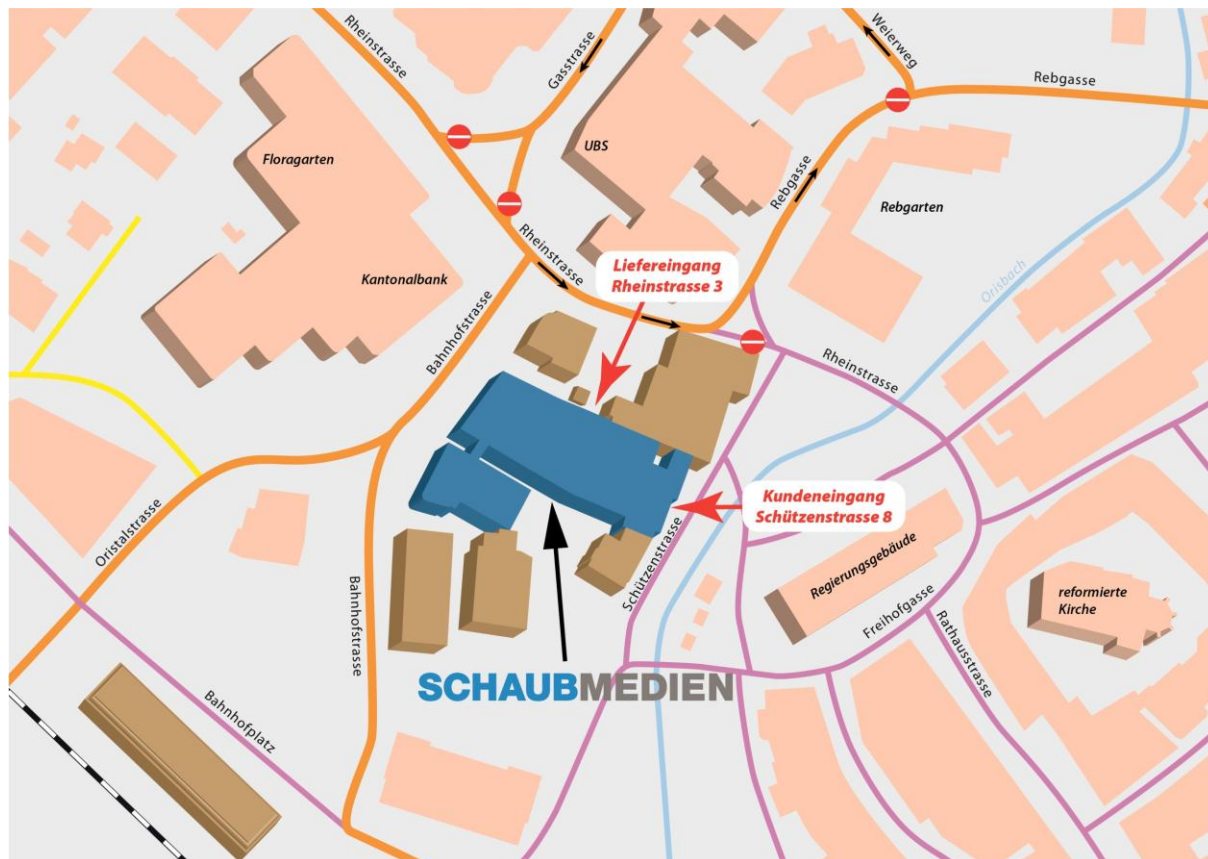 Rheinstrasse
Gasstrasse
Weierweg
Rebgasse
UBS
Floragarten
Rebgasse
Rebgarten
Rheinstrasse
Liefereingang
Rheinstrasse 3
Kantonalbank
Orisbach
Bahnhofstrasse
Rheinstrasse
Kundeneingang
Schützenstrasse 8
Oristalstrasse
Schützenstrasse
Regierungsgebäude
reformierte
Kirche
Bahnhofstrasse
Freihofgasse
Rathausstrasse
SCHAUBMEDIEN
Bahnhofplatz